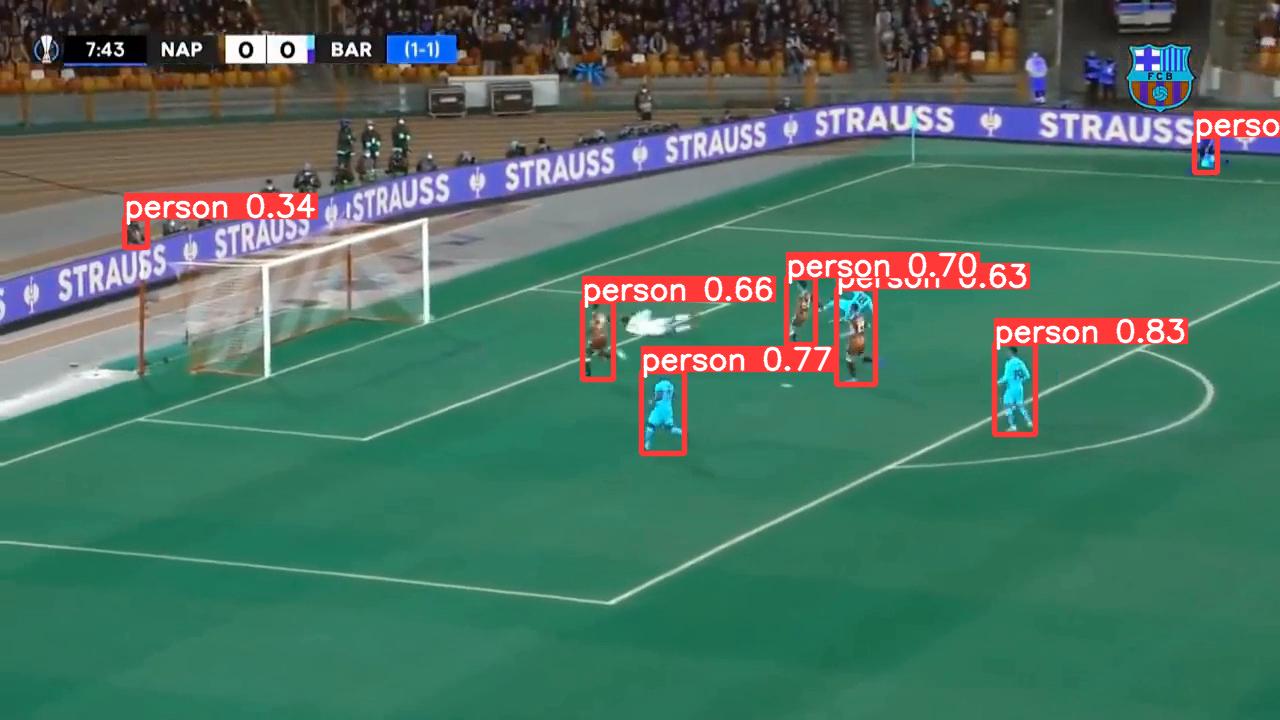 7:43 NAP 0 0 BAR (1-1)
FCB
STRAUSS
STRAUSS
STRAUSS
STRAUSS
STRAUSS
STRAUSS
STRAUSS
perso
person 0.34
person 0.70
person 0.63
person 0.66
person 0.83
person 0.77
19